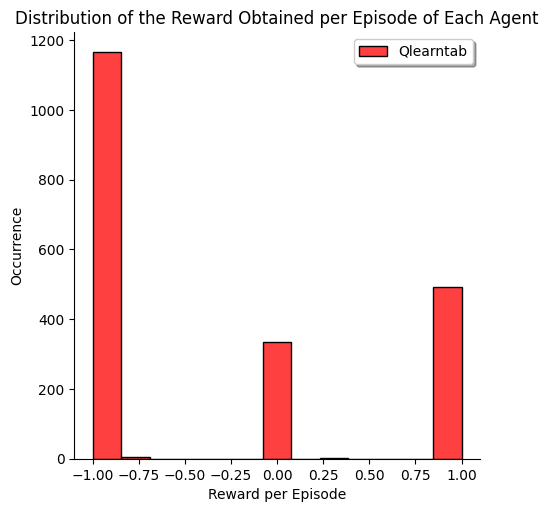 Distribution of the Reward Obtained per Episode of Each Agent
Qlearntab
1200
1000
800
600
400
200
0
Occurrence
−1.00 −0.75 −0.50 −0.25 0.00 0.25 0.50 0.75 1.00
Reward per Episode